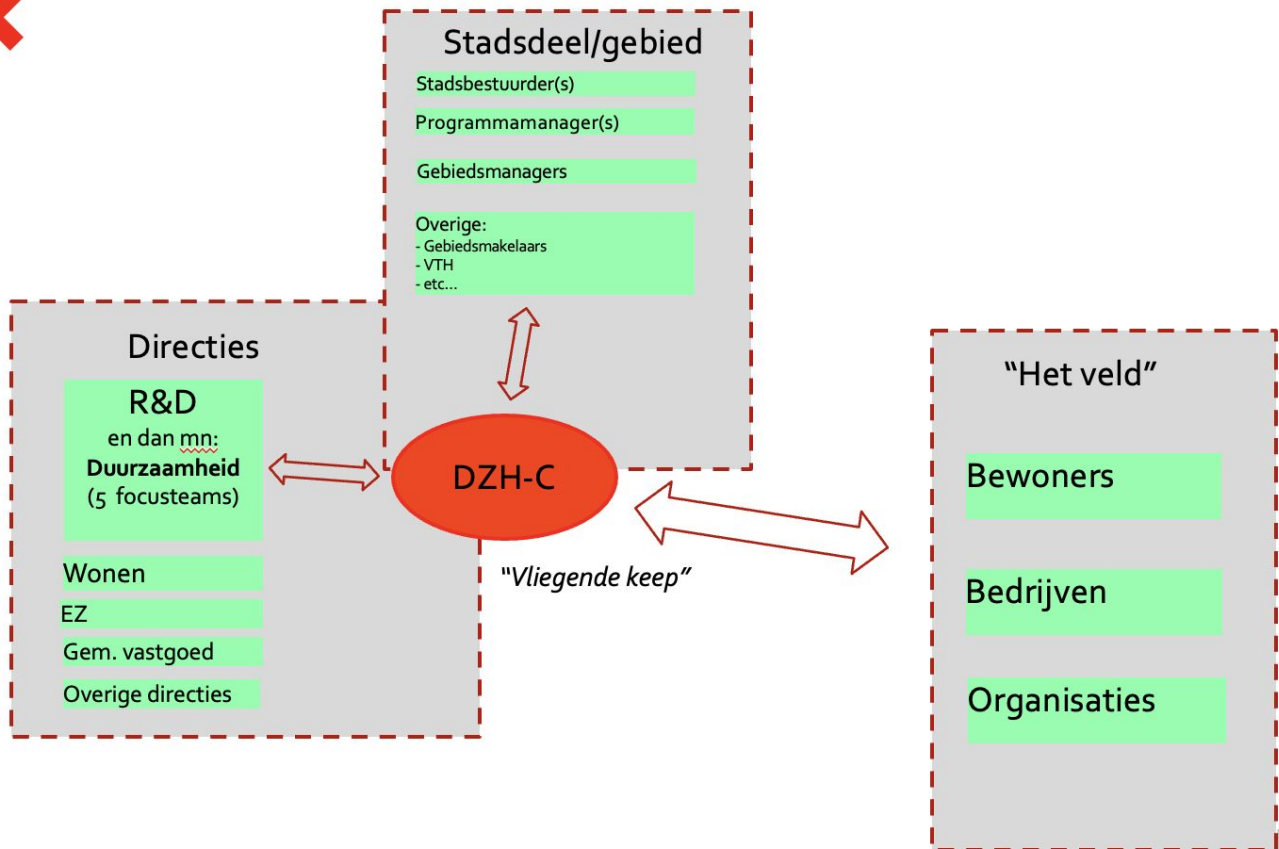 Stadsdeel/gebied
Stadsbestuurder(s)
Programmamanager(s)
Gebiedsmanagers
Overige:
- Gebiedsmakelaars
- VTH
- etc...
Directies
R&D
en dan mn:
Duurzaamheid
(5 focusteams)
Wonen
EZ
Gem. vastgoed
Overige directies
DZH-C
"Vliegende keep"
"Het veld"
Bewoners
Bedrijven
Organisaties